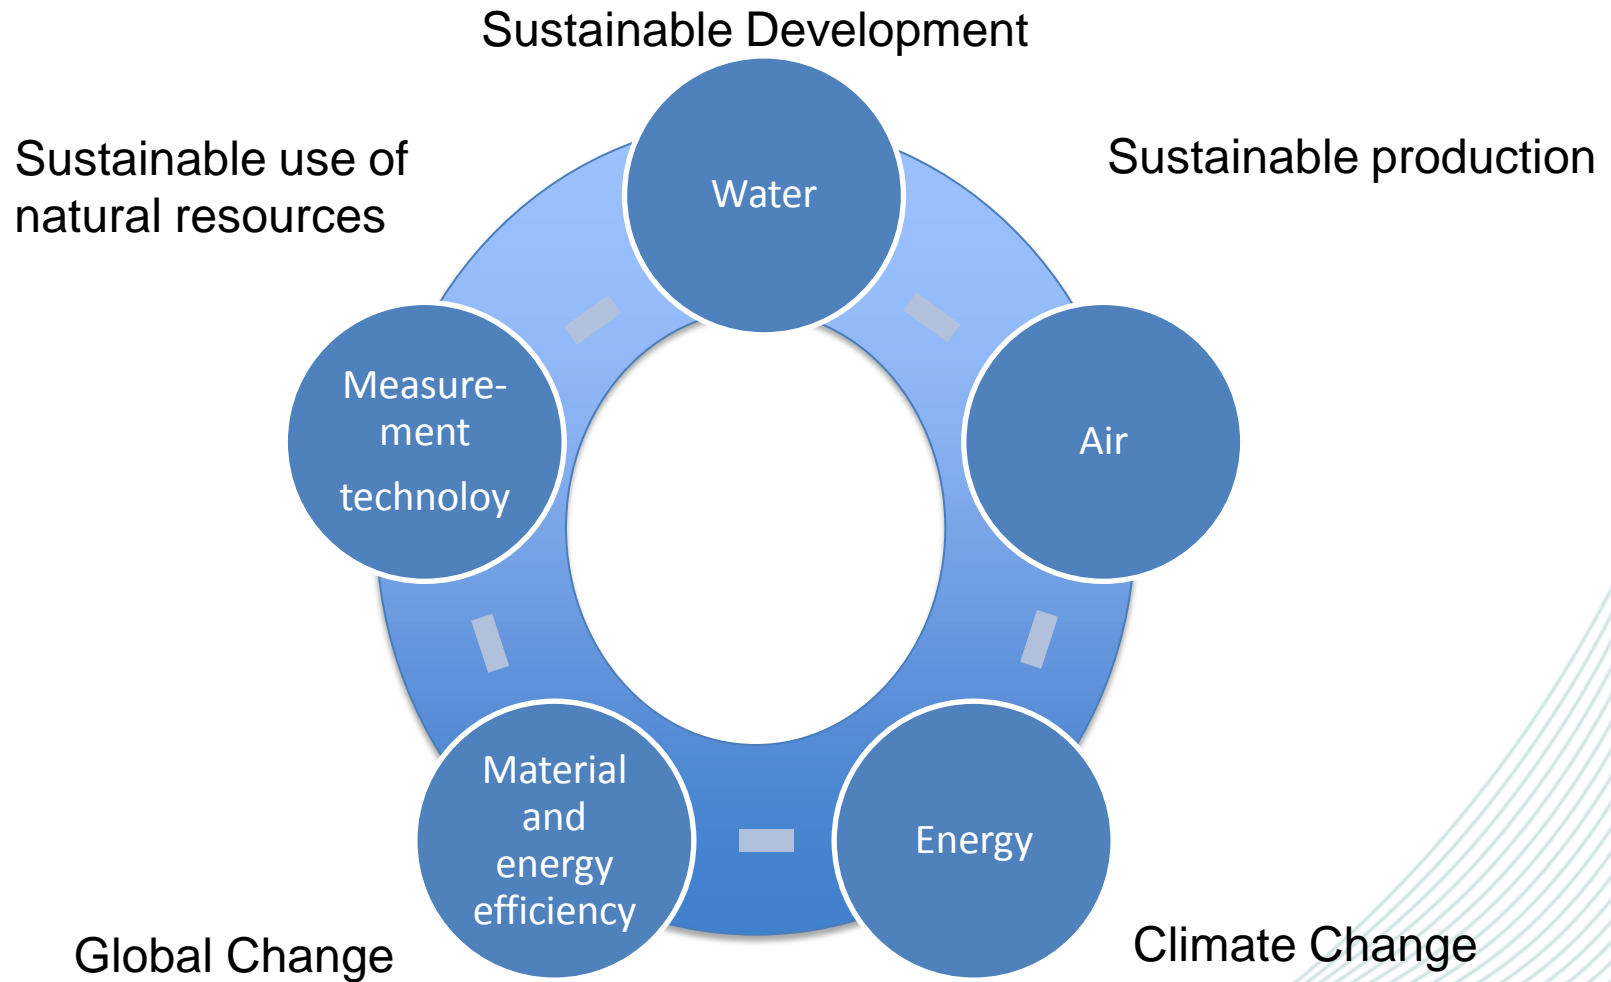 Sustainable Development
Sustainable use of
natural resources
Sustainable production
Water
Measure-
ment
technoloy
Air
Material
and
energy
efficiency
Energy
Global Change
Climate Change